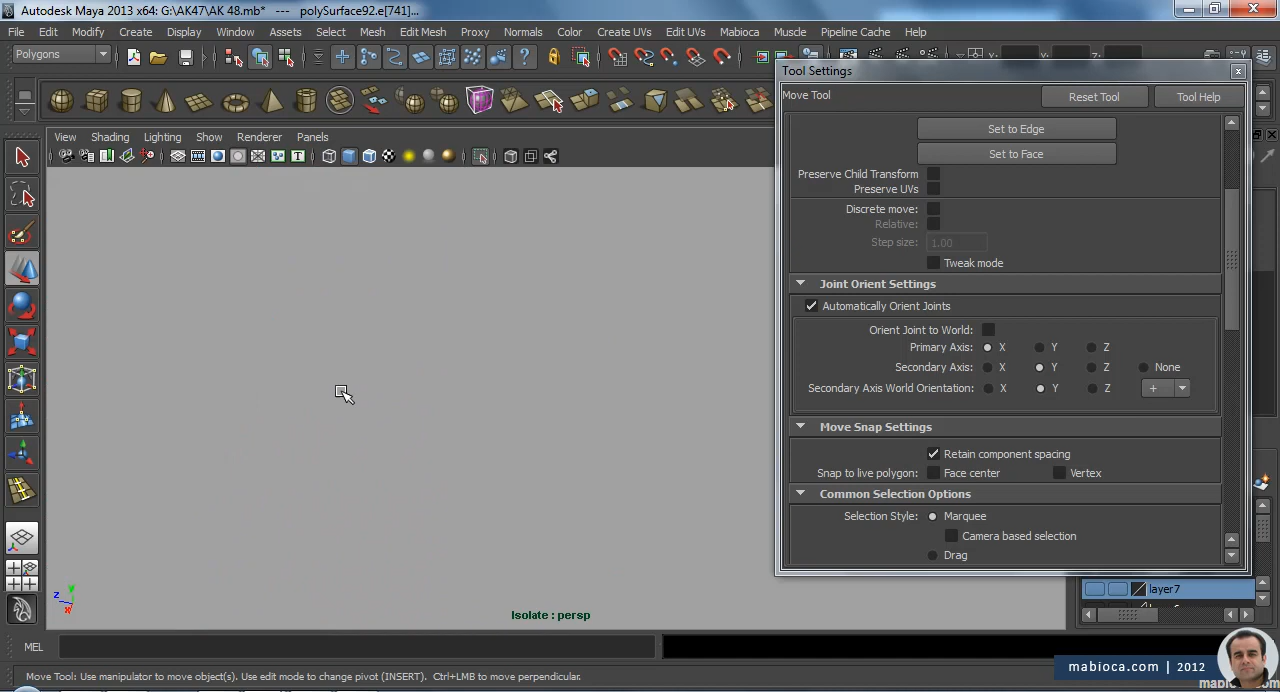 Autodesk Maya 2013 x64: G:\AK47\AK 48.mb* --- polySurface92.e[741]...
File Edit Modify Create Display Window Assets Select Mesh Edit Mesh Proxy Normals Color Create UVs Edit UVs Mabioca Muscle Pipeline Cache Help
Polygons
Tool Settings
Move Tool
Reset Tool
Tool Help
View Shading Lighting Show Renderer Panels
Set to Edge
Set to Face
Preserve Child Transform
Preserve UVs
Discrete move:
Relative:
Step size: 1.00
Tweak mode
Joint Orient Settings
Automatically Orient Joints
Orient Joint to World:
Primary Axis: X Y Z
Secondary Axis: X Y Z None
Secondary Axis World Orientation: X Y Z +
Move Snap Settings
Retain component spacing
Snap to live polygon: Face center Vertex
Common Selection Options
Selection Style: Marquee
Camera based selection
Drag
layer7
Isolate : persp
MEL
mabioca.com | 2012
Move Tool: Use manipulator to move object(s). Use edit mode to change pivot (INSERT). Ctrl+LMB to move perpendicular.